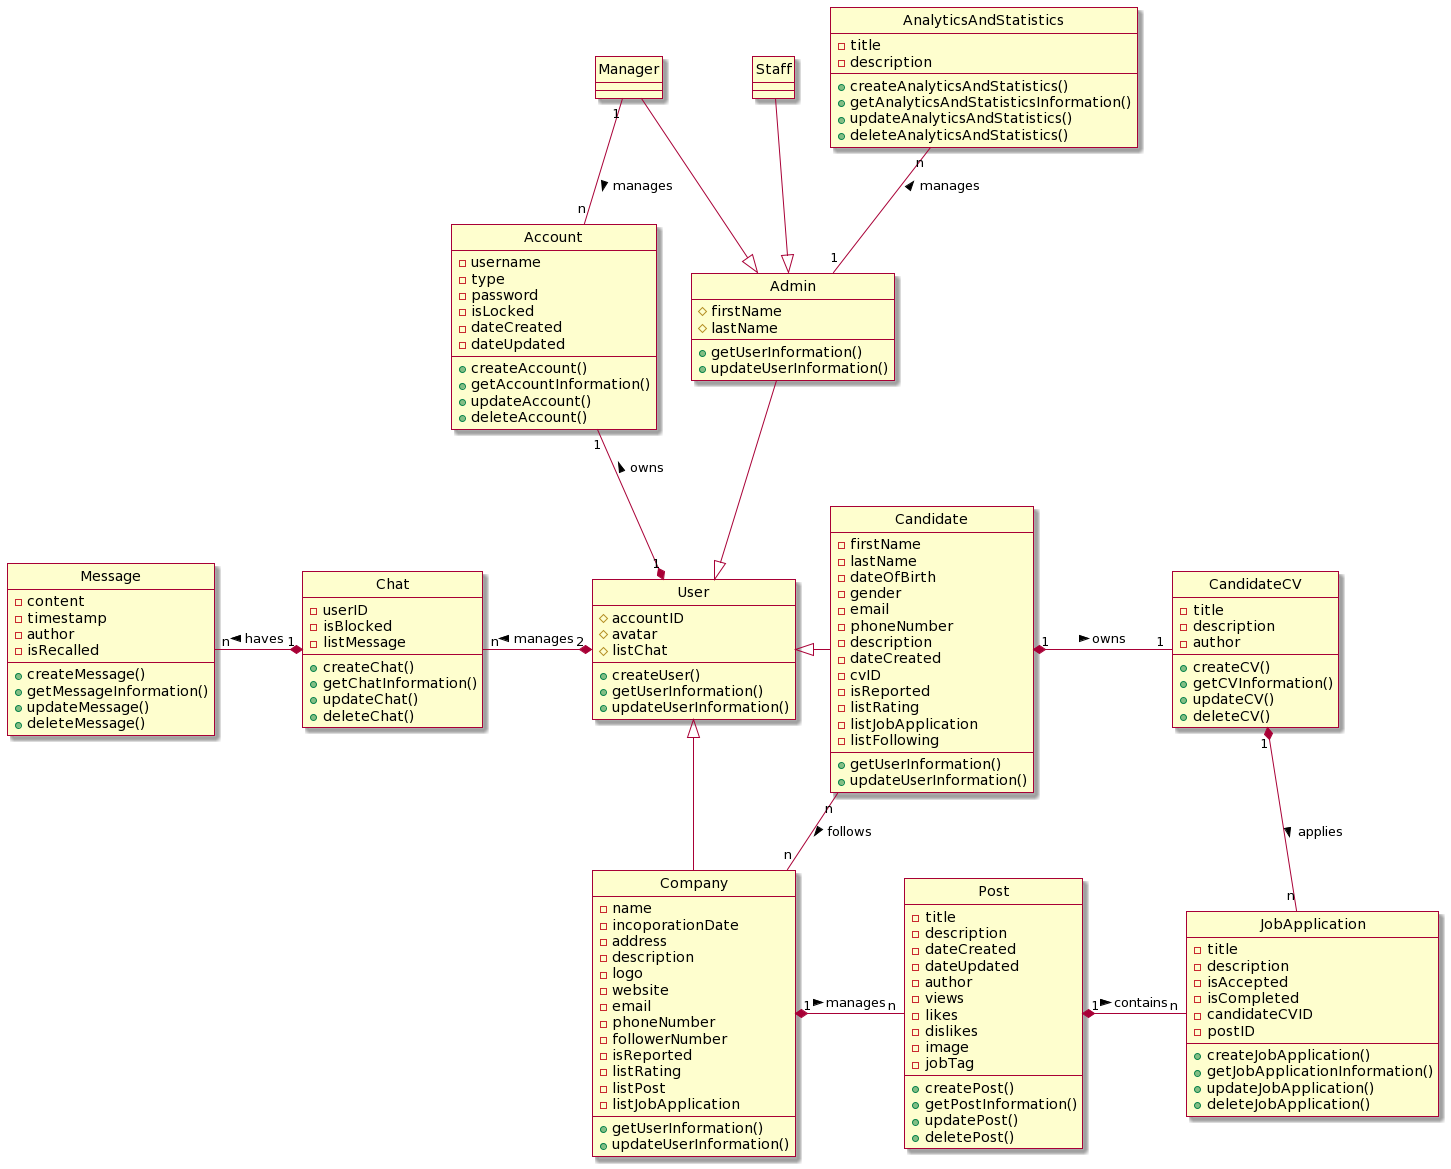 AnalyticsAndStatistics
title
description
createAnalyticsAndStatistics()
getAnalyticsAndStatisticsInformation()
updateAnalyticsAndStatistics()
deleteAnalyticsAndStatistics()
Manager
Staff
1
n
manages
manages
n
1
Account
username
type
password
isLocked
dateCreated
dateUpdated
createAccount()
getAccountInformation()
updateAccount()
deleteAccount()
Admin
firstName
lastName
getUserInformation()
updateUserInformation()
1
owns
1
Message
content
timestamp
author
isRecalled
createMessage()
getMessageInformation()
updateMessage()
deleteMessage()
n haves 1
Chat
userID
isBlocked
listMessage
createChat()
getChatInformation()
updateChat()
deleteChat()
n manages 2
User
accountID
avatar
listChat
createUser()
getUserInformation()
updateUserInformation()
Candidate
firstName
lastName
dateOfBirth
gender
email
phoneNumber
description
dateCreated
cvID
isReported
listRating
listJobApplication
listFollowing
getUserInformation()
updateUserInformation()
1 owns 1
CandidateCV
title
description
author
createCV()
getCVInformation()
updateCV()
deleteCV()
1
applies
n
n
follows
n
Company
name
incoporationDate
address
description
logo
website
email
phoneNumber
followerNumber
isReported
listRating
listPost
listJobApplication
getUserInformation()
updateUserInformation()
1 manages n
Post
title
description
dateCreated
dateUpdated
author
views
likes
dislikes
image
jobTag
createPost()
getPostInformation()
updatePost()
deletePost()
1 contains n
JobApplication
title
description
isAccepted
isCompleted
candidateCVID
postID
createJobApplication()
getJobApplicationInformation()
updateJobApplication()
deleteJobApplication()